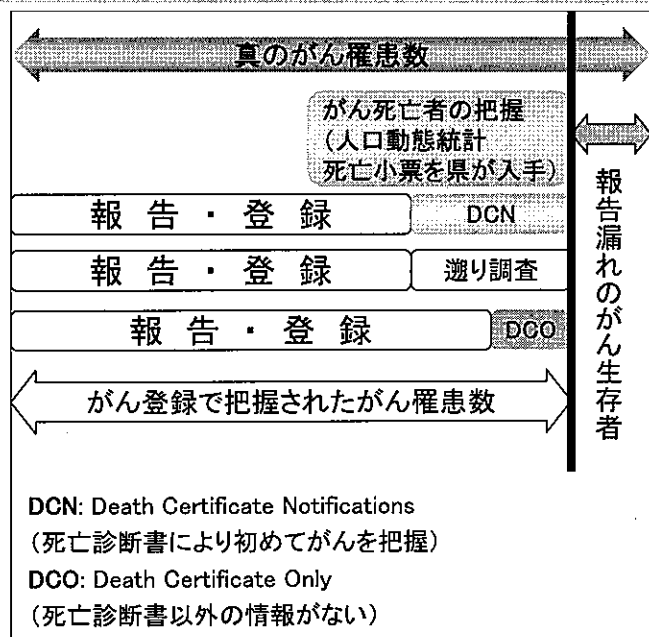 真のがん罹患数
がん死亡者の把握
(人口動態統計
死亡小票を県が入手)
報告・登録
DCN
報告・登録
遡り調査
報告・登録
DCO
がん登録で把握されたがん罹患数
報告漏れのがん生存者
DCN: Death Certificate Notifications
(死亡診断書により初めてがんを把握)
DCO: Death Certificate Only
(死亡診断書以外の情報がない)